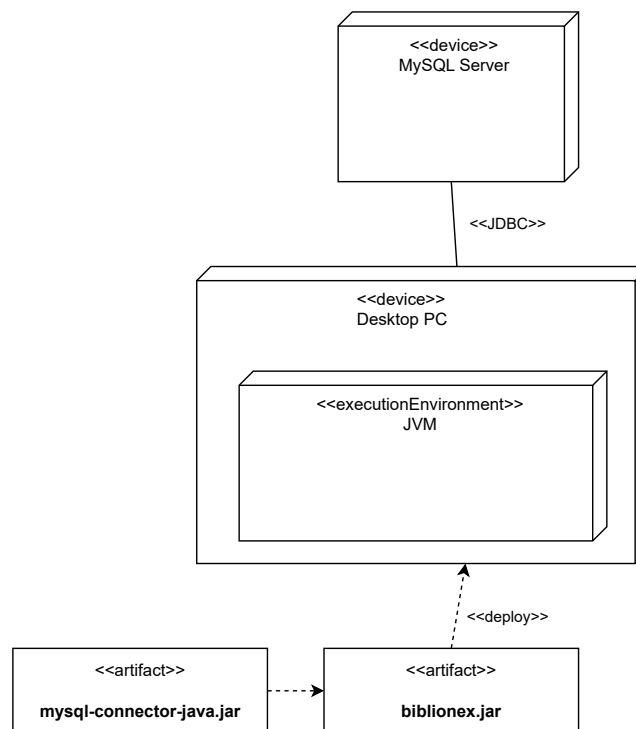 <<device>>
MySQL Server
<<JDBC>>
<<device>>
Desktop PC
<<executionEnvironment>>
JVM
<<deploy>>
<<artifact>>
mysql-connector-java.jar
<<artifact>>
biblionex.jar